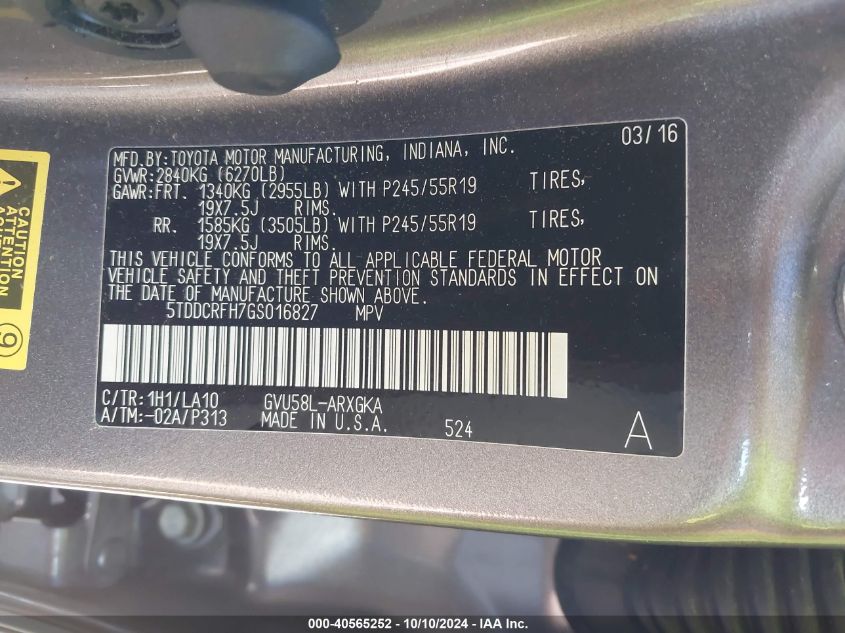 03/16
MFD.BY:TOYOTA MOTOR MANUFACTURING, INDIANA, INC.
GVWR:2840KG (6270LB)
GAWR:FRT. 1340KG (2955LB) WITH P245/55R19 TIRES,
19X7.5J RIMS.
RR. 1585KG (3505LB) WITH P245/55R19 TIRES,
19X7.5J RIMS.
THIS VEHICLE CONFORMS TO ALL APPLICABLE FEDERAL MOTOR
VEHICLE SAFETY AND THEFT PREVENTION STANDARDS IN EFFECT ON
THE DATE OF MANUFACTURE SHOWN ABOVE.
5TDDCRFH7GS016827 MPV
C/TR:1H1/LA10 GVU58L-ARXGKA
A/TM:-02A/P313 MADE IN U.S.A. 524 A
CAUTION
ATTENTION
9
000-40565252 - 10/10/2024 - IAAI Inc.